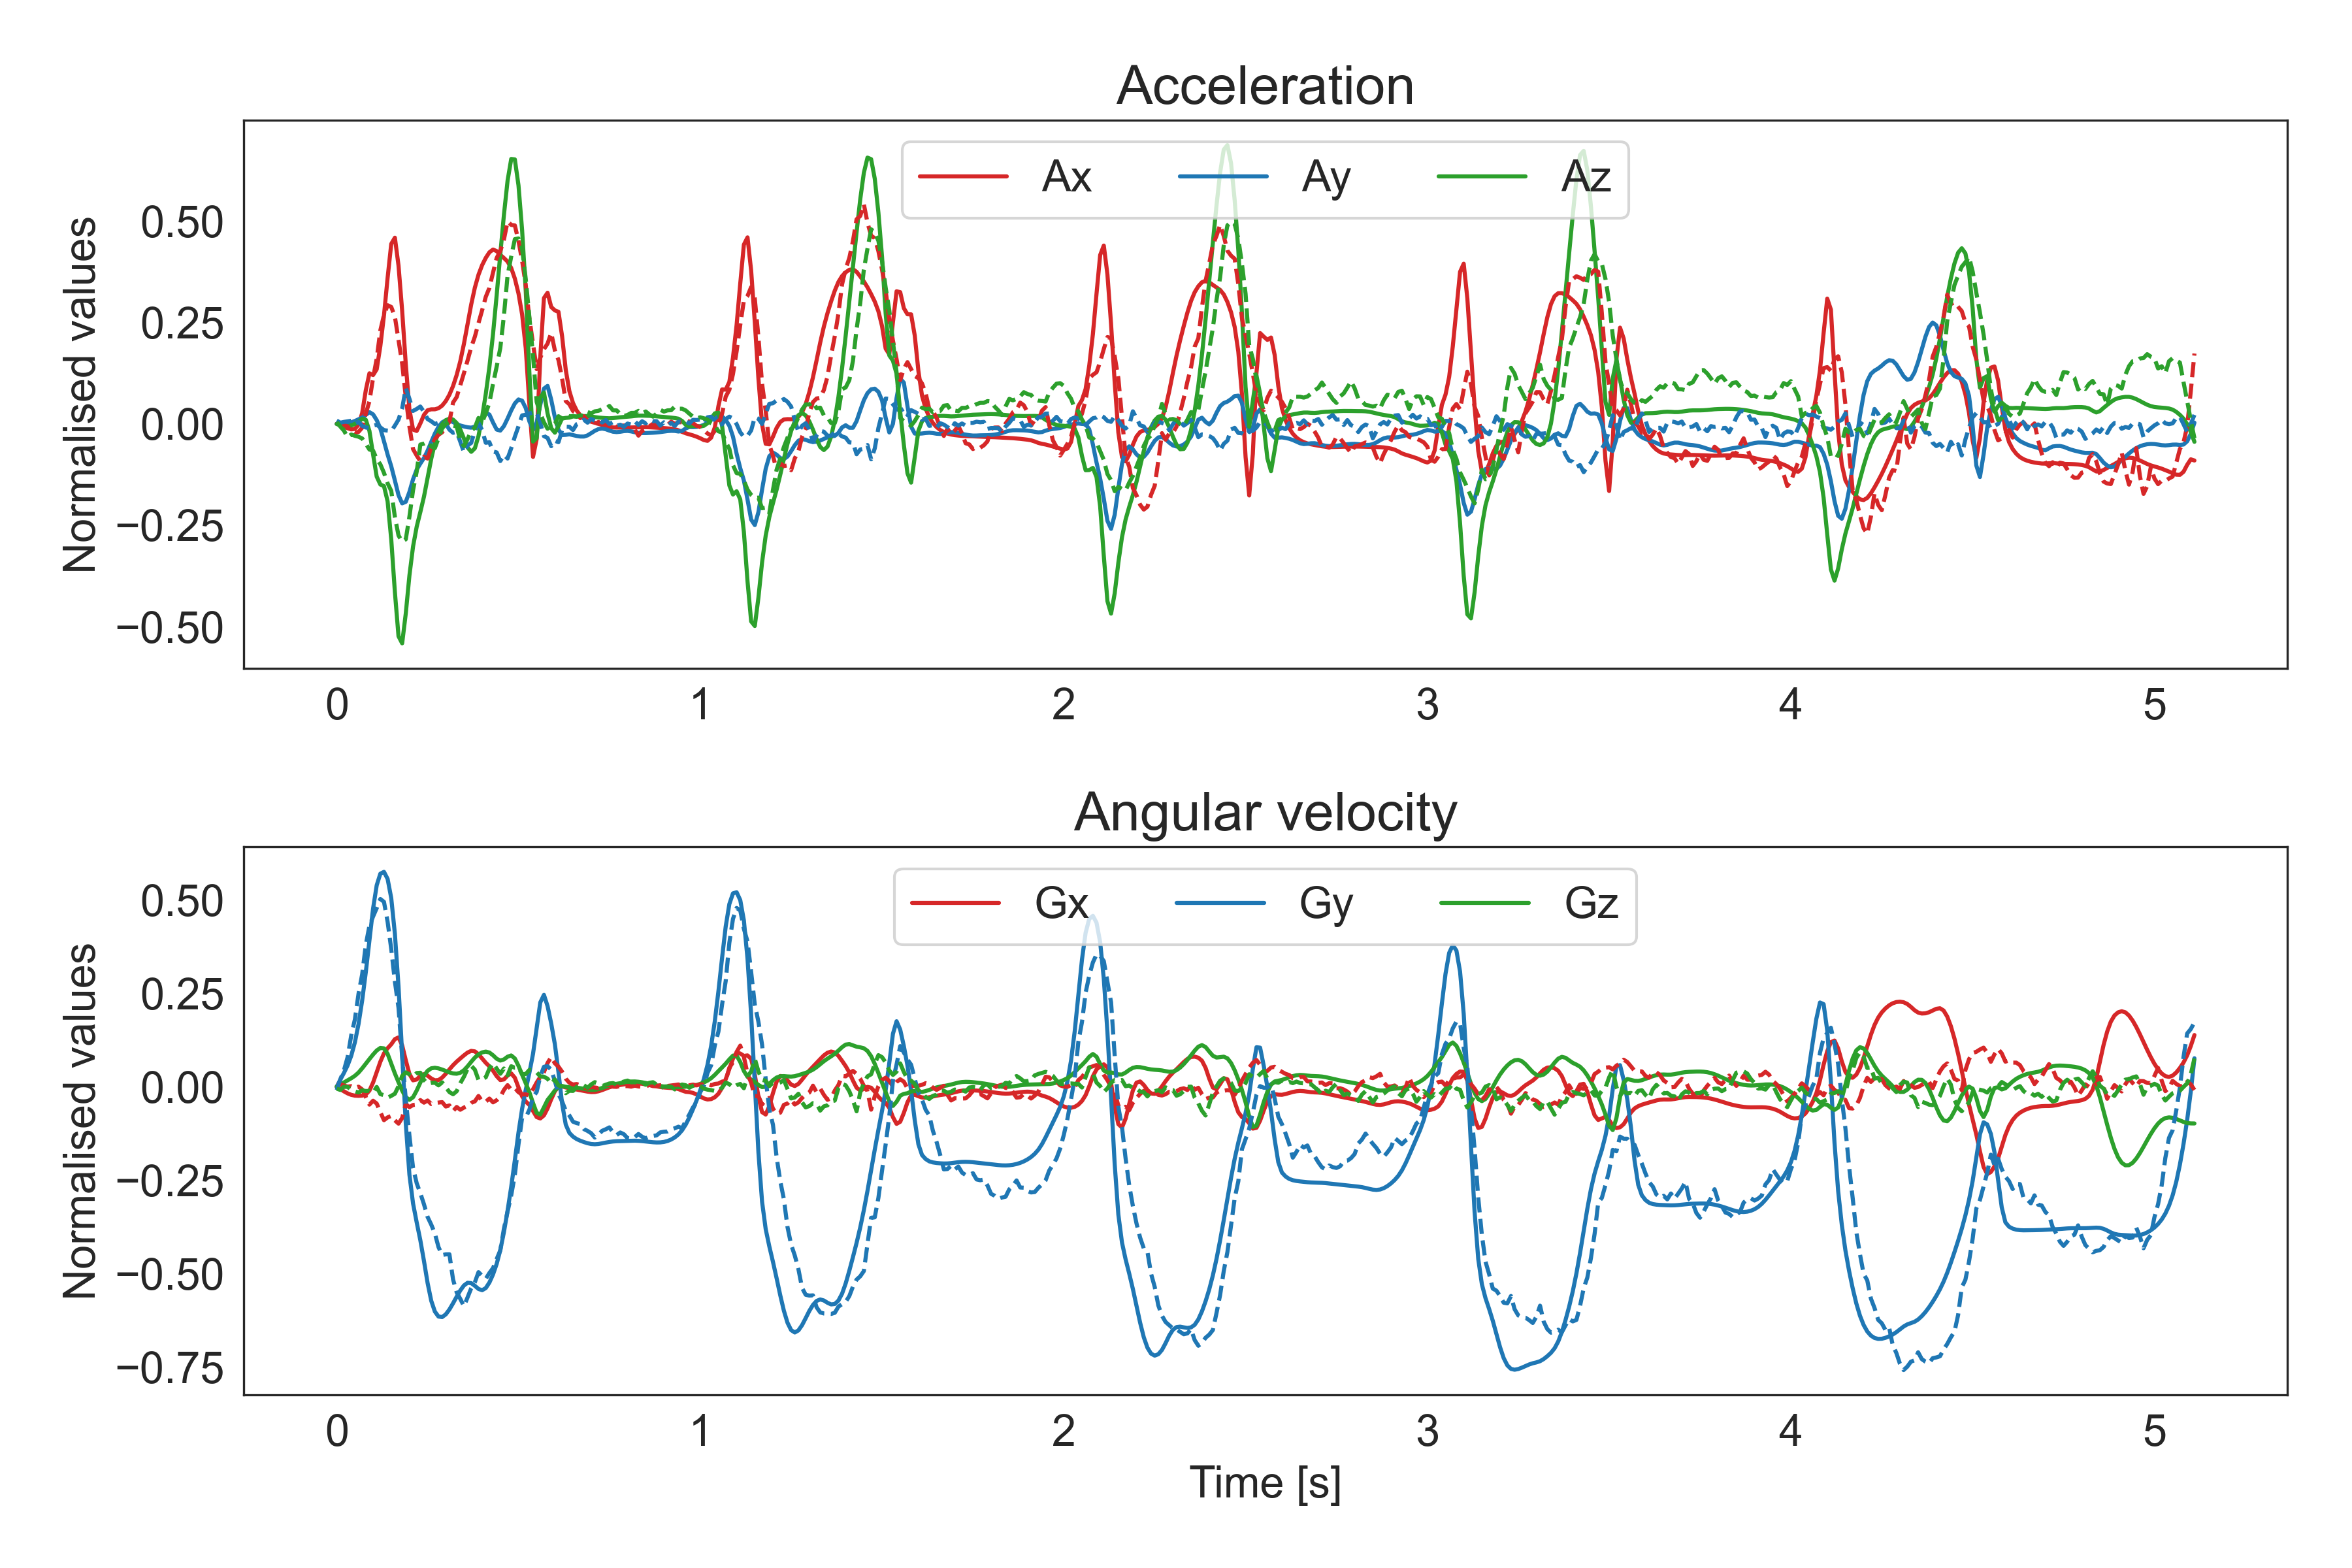 Acceleration
Ax Ay Az
Normalised values
0.50
0.25
0.00
−0.25
−0.50
0 1 2 3 4 5
Angular velocity
Gx Gy Gz
Normalised values
0.50
0.25
0.00
−0.25
−0.50
−0.75
0 1 2 3 4 5
Time [s]